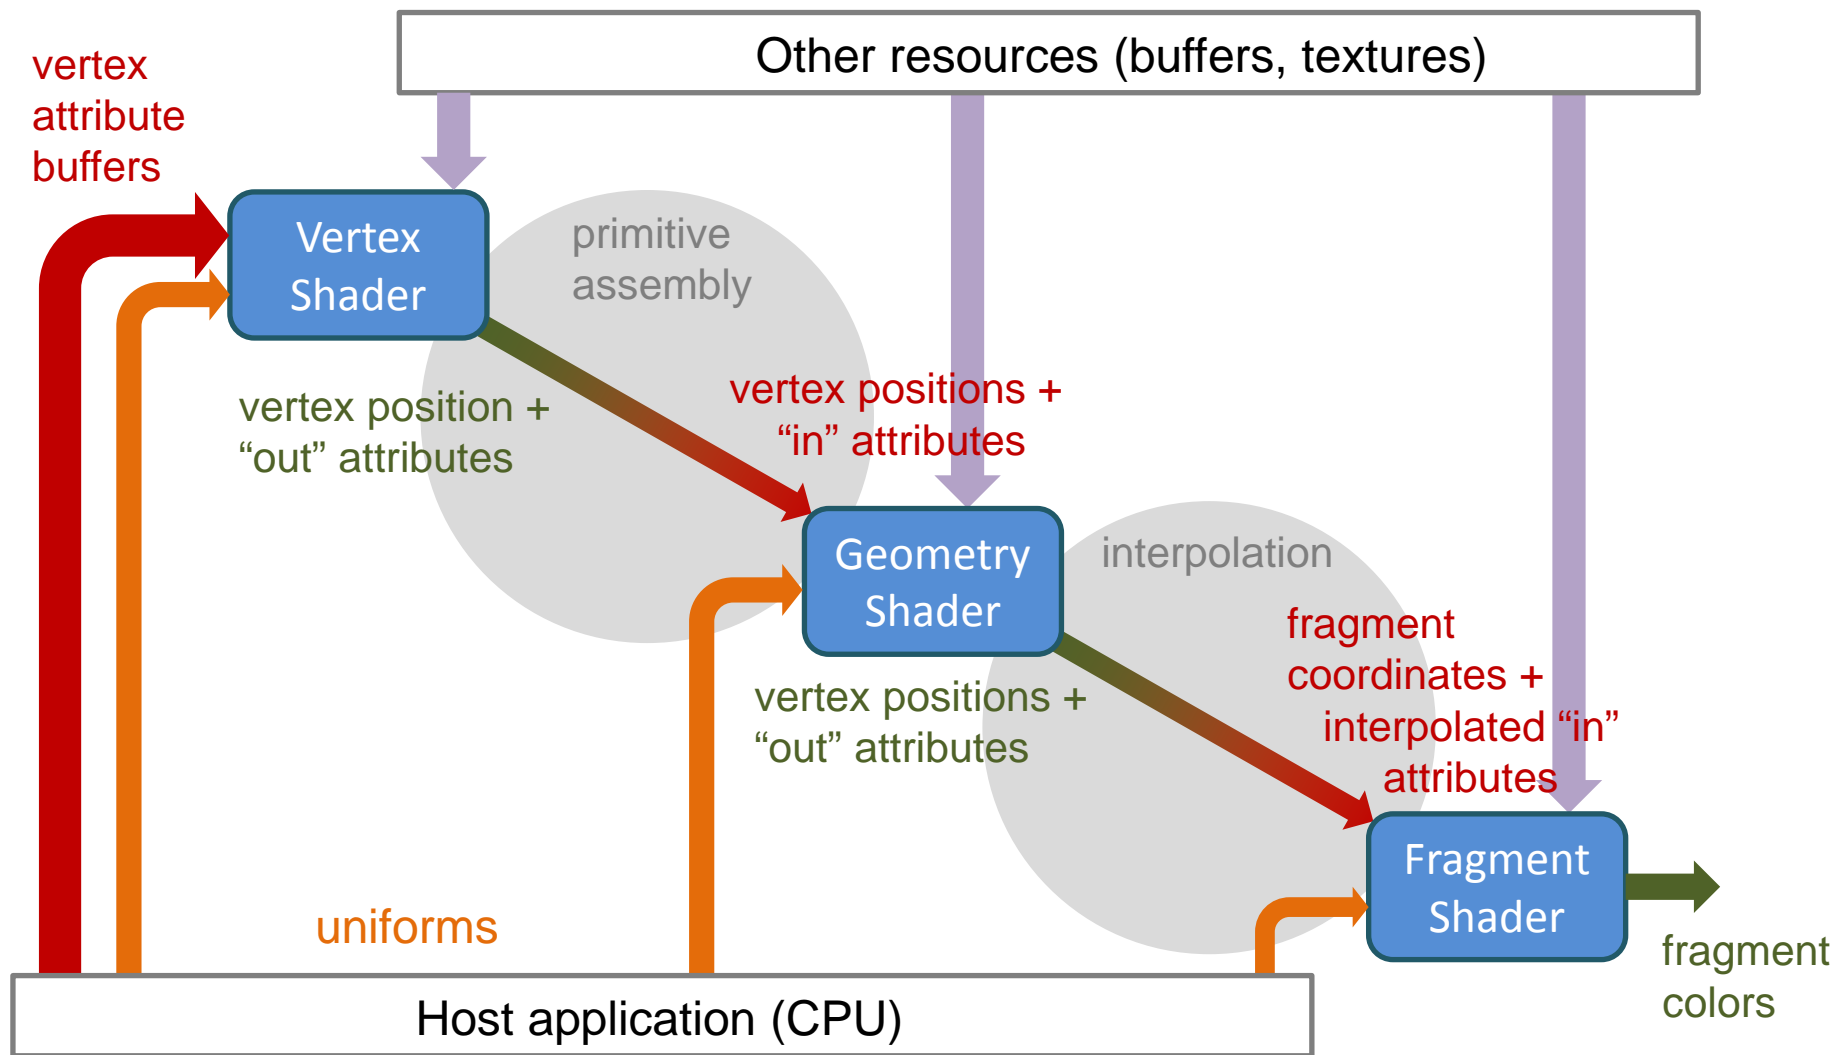 Other resources (buffers, textures)
vertex
attribute
buffers
Vertex
Shader
primitive
assembly
vertex position +
“out” attributes
vertex positions +
“in” attributes
Geometry
Shader
interpolation
vertex positions +
“out” attributes
fragment
coordinates +
interpolated “in”
attributes
Fragment
Shader
fragment
colors
uniforms
Host application (CPU)